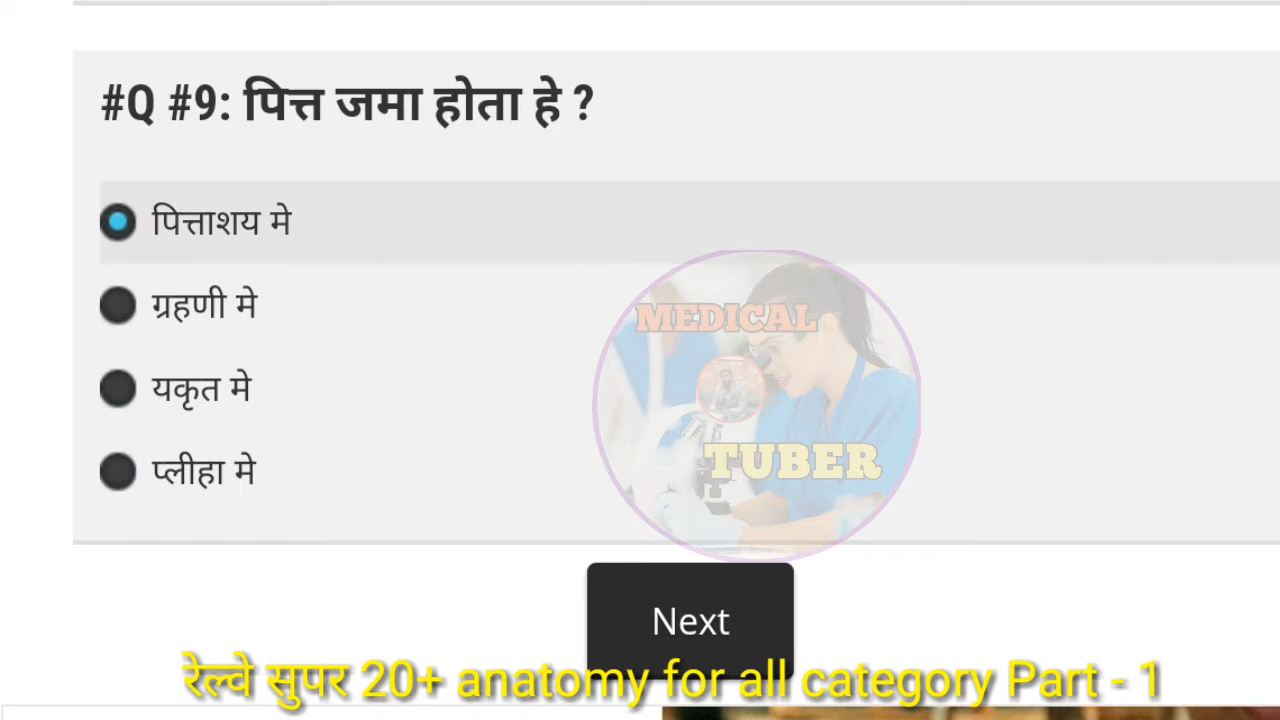 #Q #9: पित्त जमा होता हे ?
पित्ताशय मे
ग्रहणी मे
यकृत मे
प्लीहा मे
MEDICAL
TUBER
Next
रेल्वे सुपर 20+ anatomy for all category Part - 1